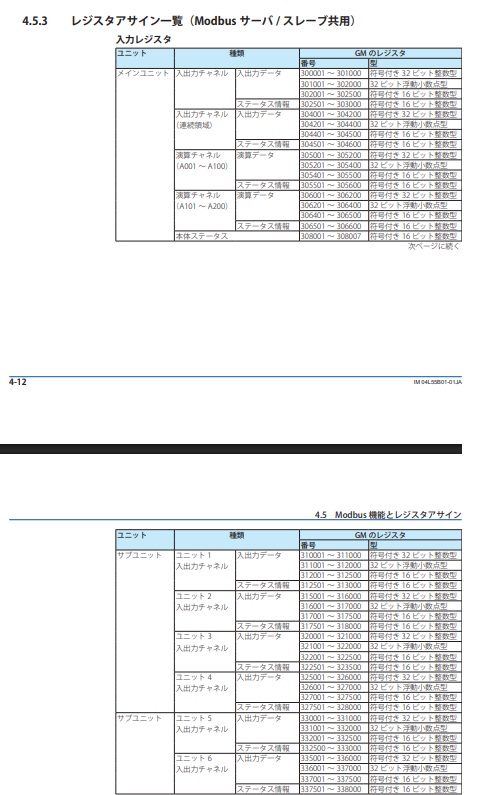 4.5.3 レジスタアサイン一覧（Modbus サーバ / スレーブ共用）
入力レジスタ
ユニット 種類 GM のレジスタ
番号 型
メインユニット 入出力チャネル 入出力データ 300001 ～ 301000 符号付き 32 ビット整数型
301001 ～ 302000 32 ビット浮動小数点型
302001 ～ 302500 符号付き 16 ビット整数型
ステータス情報 302501 ～ 303000 符号付き 16 ビット整数型
入出力チャネル 入出力データ 304001 ～ 304200 符号付き 32 ビット整数型
（連続領域） 304201 ～ 304400 32 ビット浮動小数点型
304401 ～ 304500 符号付き 16 ビット整数型
ステータス情報 304501 ～ 304600 符号付き 16 ビット整数型
演算チャネル 演算データ 305001 ～ 305200 符号付き 32 ビット整数型
（A001 ～ A100） 305201 ～ 305400 32 ビット浮動小数点型
305401 ～ 305500 符号付き 16 ビット整数型
ステータス情報 305501 ～ 305600 符号付き 16 ビット整数型
演算チャネル 演算データ 306001 ～ 306200 符号付き 32 ビット整数型
（A101 ～ A200） 306201 ～ 306400 32 ビット浮動小数点型
306401 ～ 306500 符号付き 16 ビット整数型
ステータス情報 306501 ～ 306600 符号付き 16 ビット整数型
本体ステータス 308001 ～ 308007 符号付き 16 ビット整数型
次ページに続く
4-12 IM 04L55B01-01JA
4.5 Modbus 機能とレジスタアサイン
ユニット 種類 GM のレジスタ
番号 型
サブユニット ユニット 1 入出力データ 310001 ～ 311000 符号付き 32 ビット整数型
入出力チャネル 311001 ～ 312000 32 ビット浮動小数点型
312001 ～ 312500 符号付き 16 ビット整数型
ステータス情報 312501 ～ 313000 符号付き 16 ビット整数型
ユニット 2 入出力データ 315001 ～ 316000 符号付き 32 ビット整数型
入出力チャネル 316001 ～ 317000 32 ビット浮動小数点型
317001 ～ 317500 符号付き 16 ビット整数型
ステータス情報 317501 ～ 318000 符号付き 16 ビット整数型
ユニット 3 入出力データ 320001 ～ 321000 符号付き 32 ビット整数型
入出力チャネル 321001 ～ 322000 32 ビット浮動小数点型
322001 ～ 322500 符号付き 16 ビット整数型
ステータス情報 322501 ～ 323500 符号付き 16 ビット整数型
ユニット 4 入出力データ 325001 ～ 326000 符号付き 32 ビット整数型
入出力チャネル 326001 ～ 327000 32 ビット浮動小数点型
327001 ～ 327500 符号付き 16 ビット整数型
ステータス情報 327501 ～ 328000 符号付き 16 ビット整数型
サブユニット ユニット 5 入出力データ 330001 ～ 331000 符号付き 32 ビット整数型
入出力チャネル 331001 ～ 332000 32 ビット浮動小数点型
332001 ～ 332500 符号付き 16 ビット整数型
ステータス情報 332500 ～ 333000 符号付き 16 ビット整数型
ユニット 6 入出力データ 335001 ～ 336000 符号付き 32 ビット整数型
入出力チャネル 336001 ～ 337000 32 ビット浮動小数点型
337001 ～ 337500 符号付き 16 ビット整数型
ステータス情報 337501 ～ 338000 符号付き 16 ビット整数型